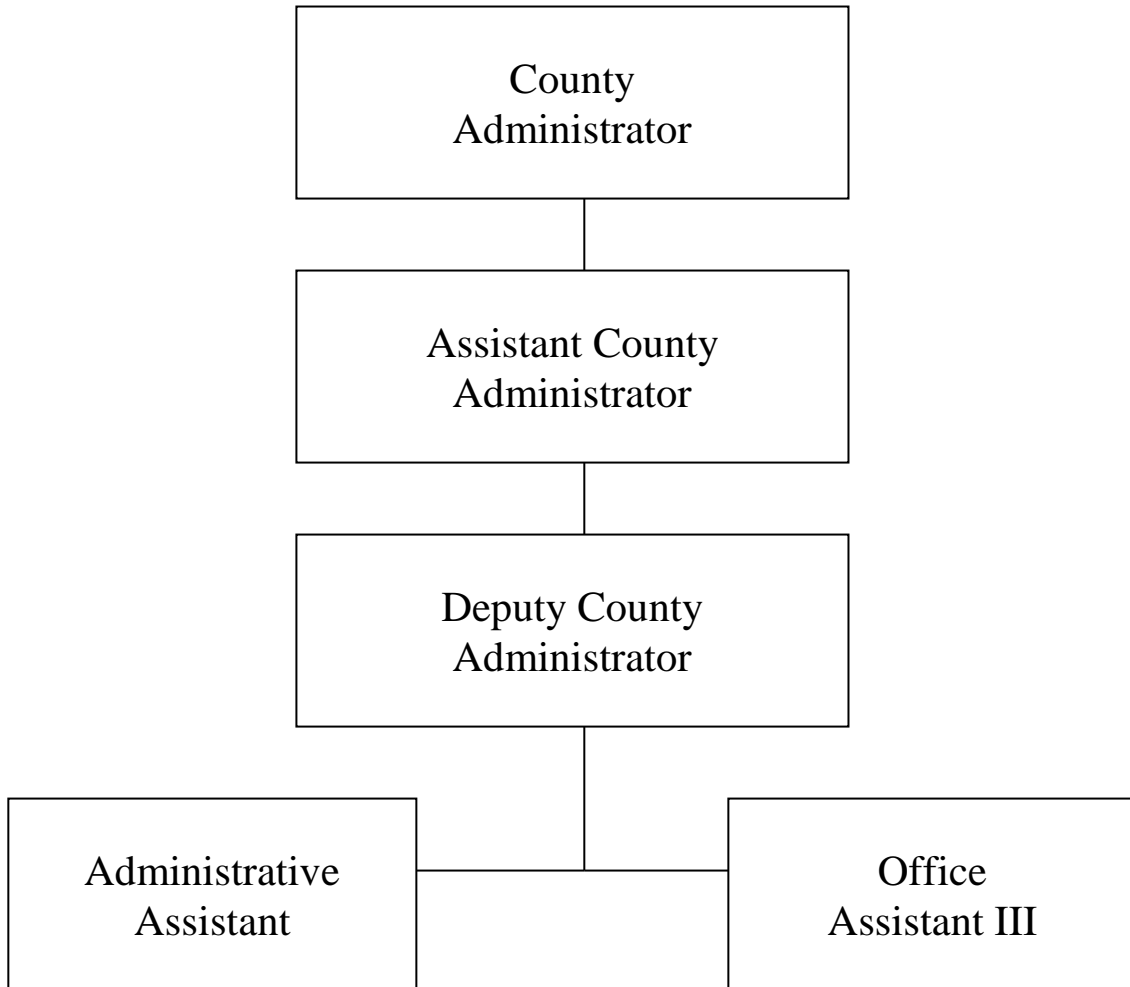 County
Administrator
Assistant County
Administrator
Deputy County
Administrator
Administrative
Assistant
Office
Assistant III